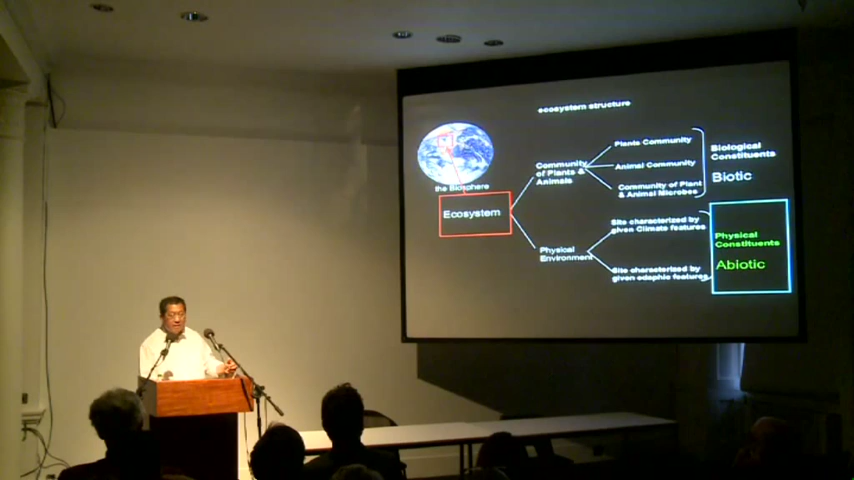 ecosystem structure
the Biosphere
Ecosystem
Community
of Plants &
Animals
Physical
Environment
Plants Community
Animal Community
Community of Plant
& Animal Microbes
Site characterized by
given Climate features
Site characterized by
given edaphic features
Biological
Constituents
Biotic
Physical
Constituents
Abiotic